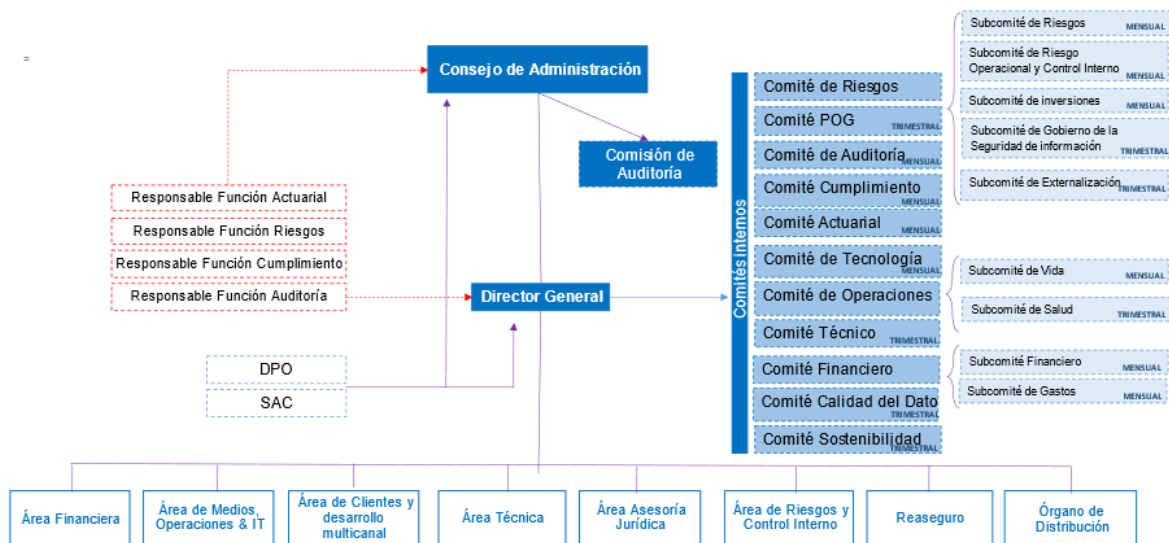 =
Consejo de Administración
Comisión de
Auditoría
Responsable Función Actuarial
Responsable Función Riesgos
Responsable Función Cumplimiento
Responsable Función Auditoría
Director General
DPO
SAC
Comités internos
Comité de Riesgos
Comité POG
TRIMESTRAL
Comité de Auditoría
MENSUAL
Comité Cumplimiento
MENSUAL
Comité Actuarial
MENSUAL
Comité de Tecnología
MENSUAL
Comité de Operaciones
Comité Técnico
TRIMESTRAL
Comité Financiero
Comité Calidad del Dato
TRIMESTRAL
Comité Sostenibilidad
TRIMESTRAL
Subcomité de Riesgos
MENSUAL
Subcomité de Riesgo
Operacional y Control Interno
MENSUAL
Subcomité de inversiones
MENSUAL
Subcomité de Gobierno de la
Seguridad de información
TRIMESTRAL
Subcomité de Externalización
TRIMESTRAL
Subcomité de Vida
MENSUAL
Subcomité de Salud
TRIMESTRAL
Subcomité Financiero
MENSUAL
Subcomité de Gastos
MENSUAL
Área Financiera
Área de Medios,
Operaciones & IT
Área de Clientes y
desarrollo
multicanal
Área Técnica
Área Asesoría
Jurídica
Área de Riesgos y
Control Interno
Reaseguro
Órgano de
Distribución